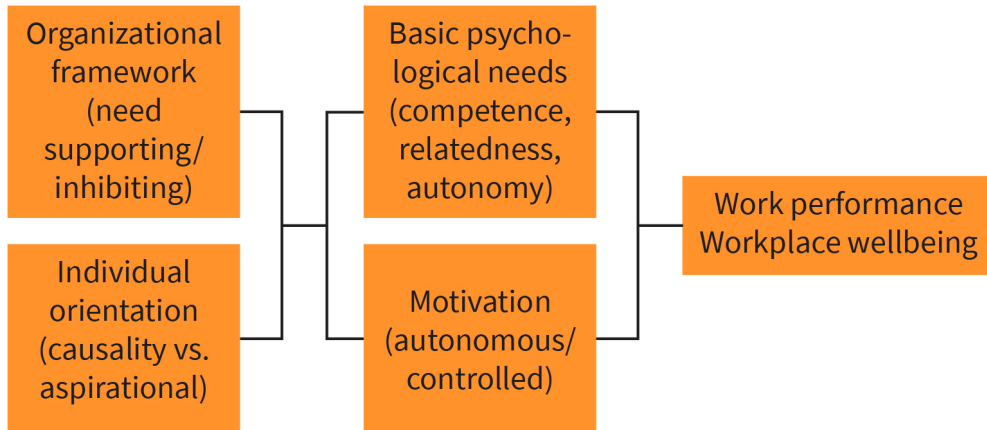 Organizational
framework
(need
supporting/
inhibiting)
Individual
orientation
(causality vs.
aspirational)
Basic psycho-
logical needs
(competence,
relatedness,
autonomy)
Motivation
(autonomous/
controlled)
Work performance
Workplace wellbeing